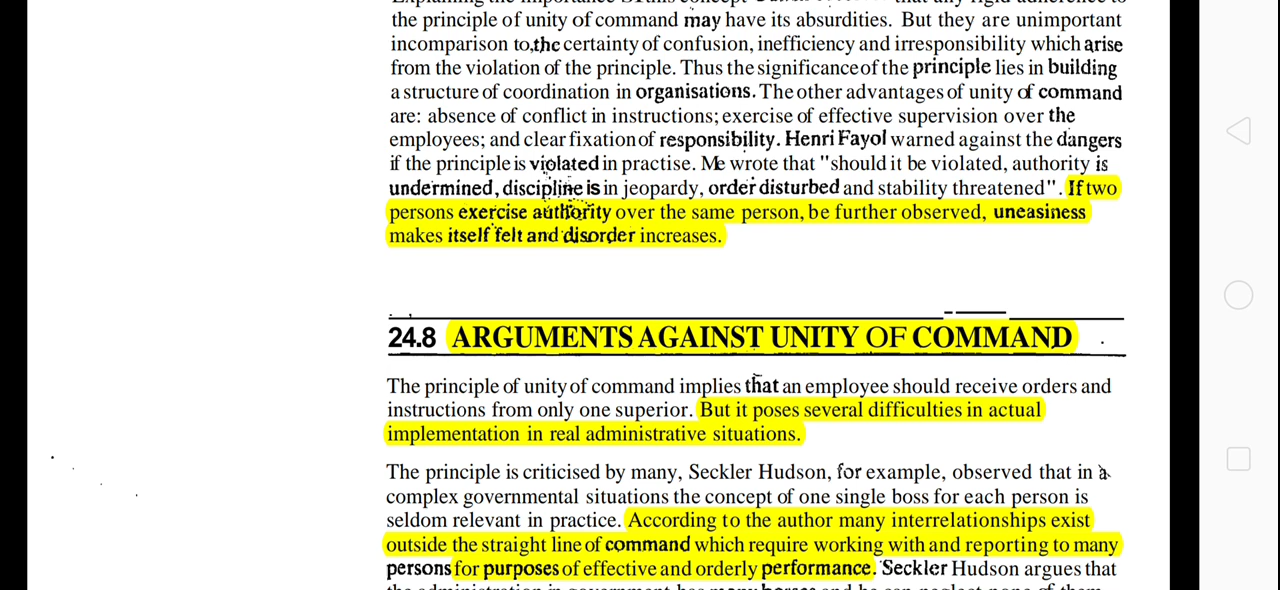 the principle of unity of command may have its absurdities. But they are unimportant
incomparison to,the certainty of confusion, inefficiency and irresponsibility which arise
from the violation of the principle. Thus the significance of the principle lies in building
a structure of coordination in organisations. The other advantages of unity of command
are: absence of conflict in instructions; exercise of effective supervision over the
employees; and clear fixation of responsibility. Henri Fayol warned against the dangers
if the principle is violated in practise. Me wrote that "should it be violated, authority is
undermined, discipline is in jeopardy, order disturbed and stability threatened". If two
persons exercise authority over the same person, be further observed, uneasiness
makes itself felt and disorder increases.
24.8 ARGUMENTS AGAINST UNITY OF COMMAND
The principle of unity of command implies that an employee should receive orders and
instructions from only one superior. But it poses several difficulties in actual
implementation in real administrative situations.
The principle is criticised by many, Seckler Hudson, for example, observed that in a
complex governmental situations the concept of one single boss for each person is
seldom relevant in practice. According to the author many interrelationships exist
outside the straight line of command which require working with and reporting to many
persons for purposes of effective and orderly performance. Seckler Hudson argues that